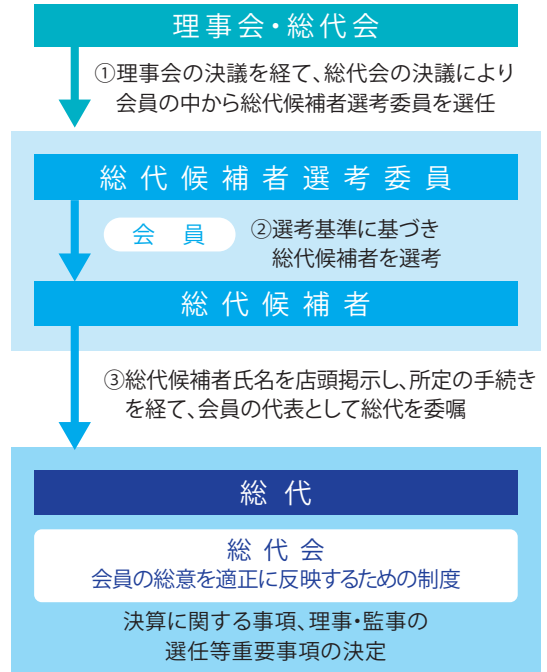 理事会・総代会
①理事会の決議を経て、総代会の決議により
会員の中から総代候補者選考委員を選任
総代候補者選考委員
会員
②選考基準に基づき
総代候補者を選考
総代候補者
③総代候補者氏名を店頭掲示し、所定の手続き
を経て、会員の代表として総代を委嘱
総代
総代会
会員の総意を適正に反映するための制度
決算に関する事項、理事・監事の
選任等重要事項の決定